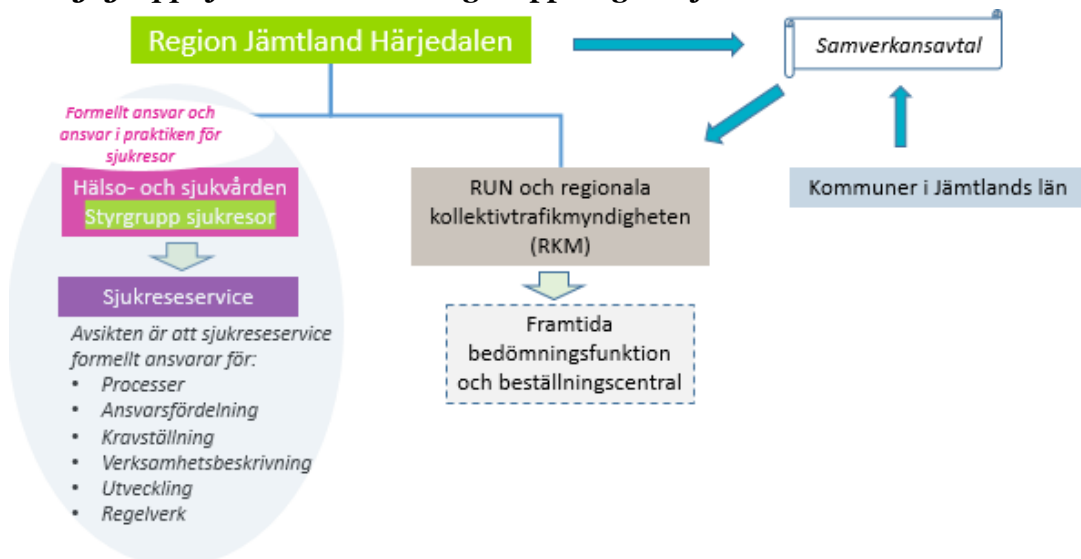 Region Jämtland Härjedalen
Samverkansavtal
Formellt ansvar och
ansvar i praktiken för
sjukresor
Hälso- och sjukvården
Styrgrupp sjukresor
RUN och regionala
kollektivtrafikmyndigheten
(RKM)
Kommuner i Jämtlands län
Sjukreseservice
Avsikten är att sjukreseservice
formellt ansvarar för:
• Processer
• Ansvarsfördelning
• Kravställning
• Verksamhetsbeskrivning
• Utveckling
• Regelverk
Framtida
bedömningsfunktion
och beställningscentral